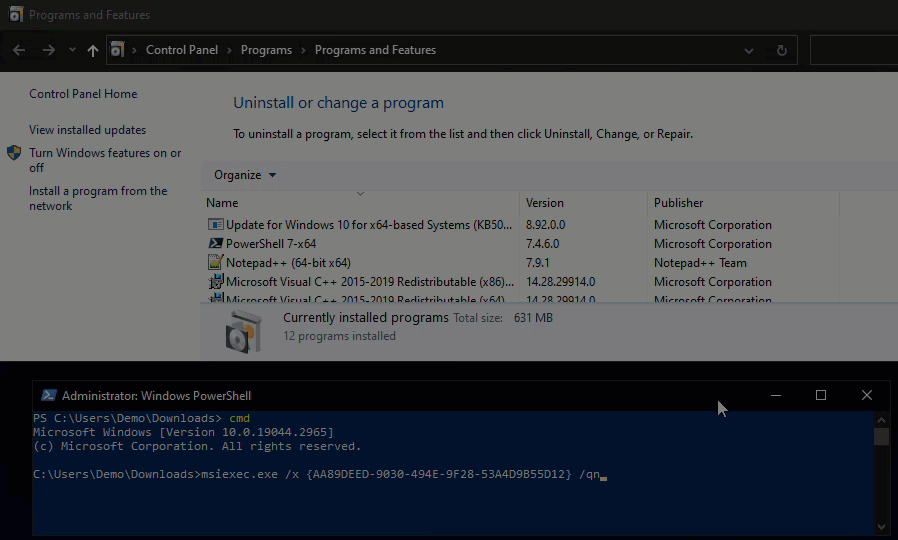 Programs and Features
Control Panel > Programs > Programs and Features
Control Panel Home
View installed updates
Turn Windows features on or
off
Install a program from the
network
Uninstall or change a program
To uninstall a program, select it from the list and then click Uninstall, Change, or Repair.
Organize
Name Version Publisher
Update for Windows 10 for x64-based Systems (KB50... 8.92.0.0 Microsoft Corporation
PowerShell 7-x64 7.4.6.0 Microsoft Corporation
Notepad++ (64-bit x64) 7.9.1 Notepad++ Team
Microsoft Visual C++ 2015-2019 Redistributable (x86)... 14.28.29914.0 Microsoft Corporation
Microsoft Visual C++ 2015-2019 Redistributable (x64)... 14.28.29914.0 Microsoft Corporation
Currently installed programs Total size: 631 MB
12 programs installed
Administrator: Windows PowerShell
PS C:\Users\Demo\Downloads> cmd
Microsoft Windows [Version 10.0.19044.2965]
(c) Microsoft Corporation. All rights reserved.
C:\Users\Demo\Downloads>msiexec.exe /x {AA89DEED-9030-494E-9F28-53A4D9B55D12} /qn